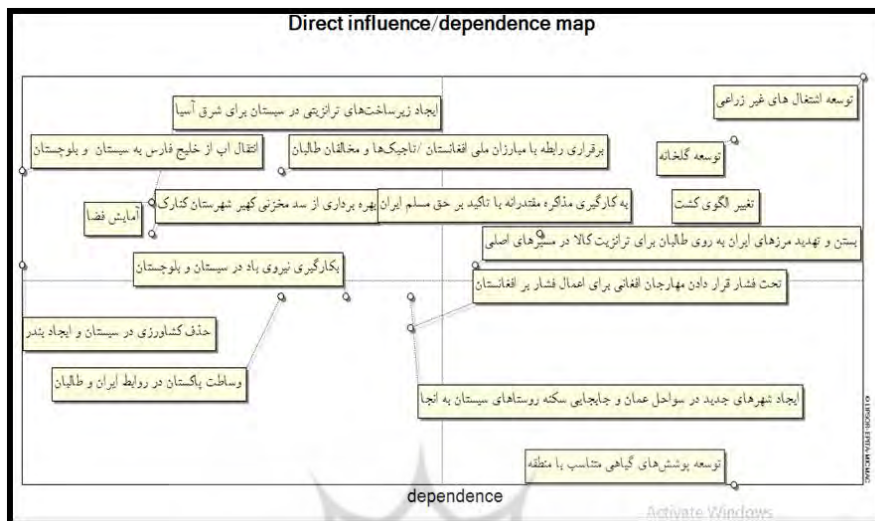 Direct influence/dependence map
توسعه اشتغال های غیر زراعی
ایجاد زیرساخت‌های ترانزیتی در سیستان برای شرق آسیا
انتقال اب از خلیج فارس به سیستان و بلوچستان
برقراری رابطه با مبارزان ملی افغانستان /تاجیک‌ها و مخالفان طالبان
توسعه گلخانه
آمایش فضا
بهره برداری از سد مخزنی کهیر شهرستان کنارک
به کارگیری مذاکره مقتدرانه با تاکید بر حق مسلم ایران
تغییر الگوی کشت
بستن و تهدید مرزهای ایران به روی طالبان برای ترانزیت کالا در مسیرهای اصلی
بکارگیری نیروی باد در سیستان و بلوچستان
تحت فشار قرار دادن مهارجان افغانی برای اعمال فشار بر افغانستان
حذف کشاورزی در سیستان و ایجاد بندر
وساطت پاکستان در روابط ایران و طالبان
ایجاد شهرهای جدید در سواحل عمان و جابجایی سکنه روستاهای سیستان به انجا
توسعه پوشش‌های گیاهی متناسب با منطقه
dependence
© LIPSOR-EPITA-MICMAC
Activate Windows